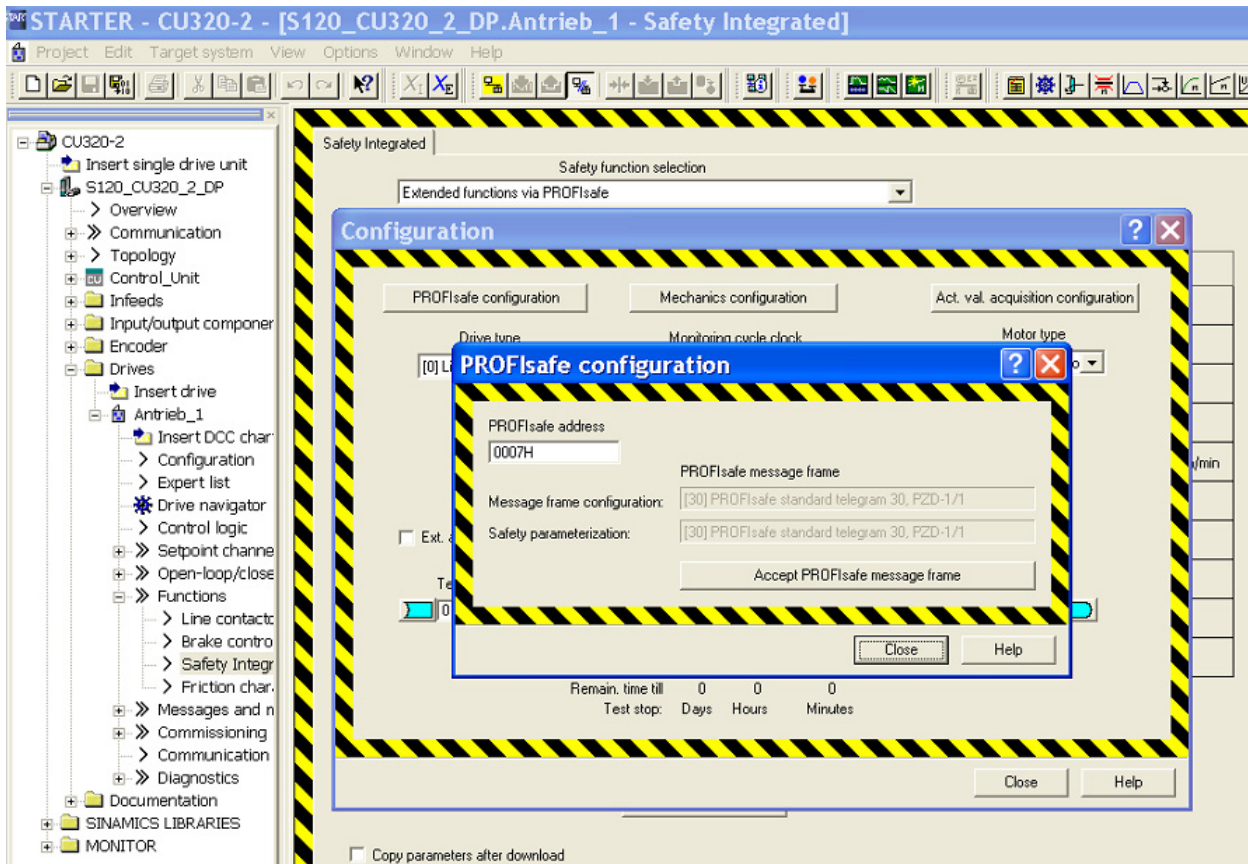 STARTER - CU320-2 - [S120_CU320_2_DP.Antrieb_1 - Safety Integrated]
Project Edit Target system View Options Window Help
CU320-2
Insert single drive unit
S120_CU320_2_DP
Overview
Communication
Topology
Control_Unit
Infeeds
Input/output componer
Encoder
Drives
Insert drive
Antrieb_1
Insert DCC char
Configuration
Expert list
Drive navigator
Control logic
Setpoint channe
Open-loop/close
Functions
Line contactc
Brake contro
Safety Integr
Friction char.
Messages and n
Commissioning
Communication
Diagnostics
Documentation
SINAMICS LIBRARIES
MONITOR
Safety Integrated
Safety function selection
Extended functions via PROFIsafe
Configuration
PROFIsafe configuration Mechanics configuration Act. val. acquisition configuration
Drive type Monitoring cycle clock Motor type
[0] Li
PROFIsafe configuration
PROFIsafe address
0007H
PROFIsafe message frame
/min
Message frame configuration: [30] PROFIsafe standard telegram 30, PZD-1/1
Safety parameterization: [30] PROFIsafe standard telegram 30, PZD-1/1
Ext. a
Accept PROFIsafe message frame
Te
0
Close Help
Remain. time till 0 0 0
Test stop: Days Hours Minutes
Close Help
Copy parameters after download